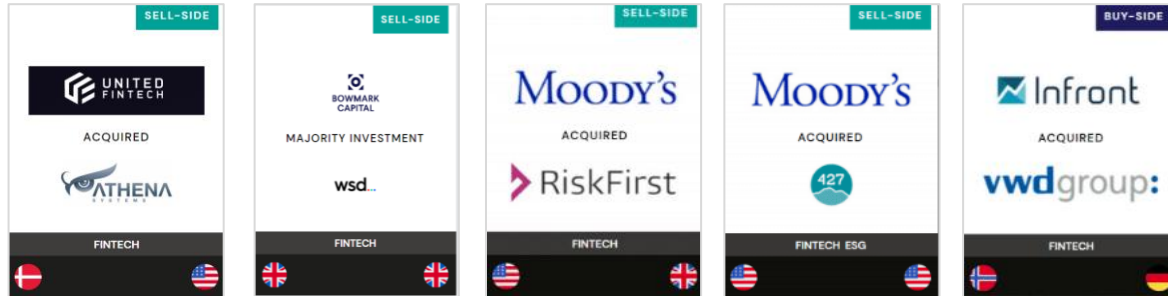 SELL-SIDE
UNITED
FINTECH
ACQUIRED
ATHENA
SYSTEMS
FINTECH
SELL-SIDE
BOWMARK
CAPITAL
MAJORITY INVESTMENT
wsd...
FINTECH
SELL-SIDE
MOODY'S
ACQUIRED
RiskFirst
FINTECH
SELL-SIDE
MOODY'S
ACQUIRED
427
FINTECH ESG
BUY-SIDE
Infront
ACQUIRED
vwdgroup:
FINTECH